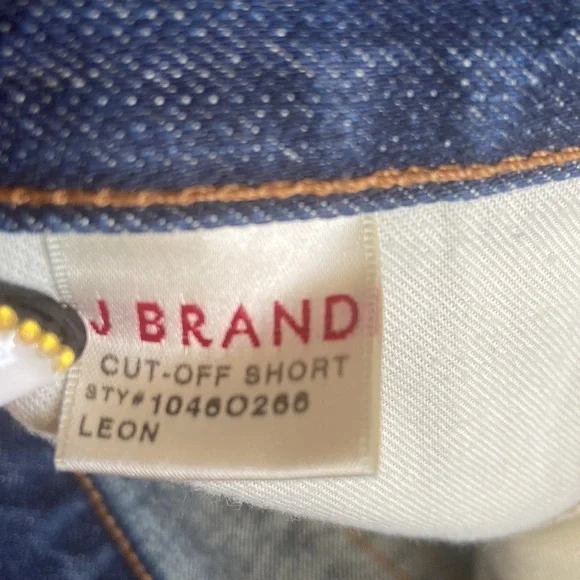 J BRAND
CUT-OFF SHORT
STY# 1046O266
LEON